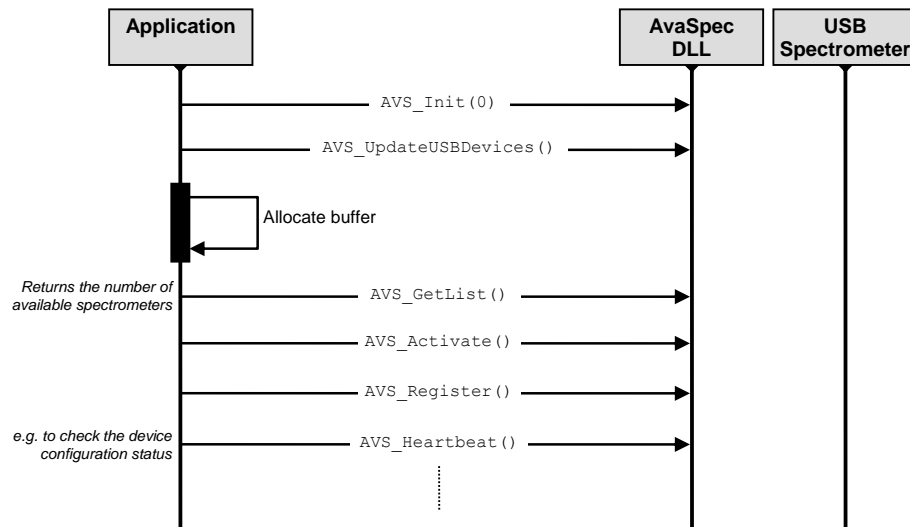 Application
AvaSpec
DLL
USB
Spectrometer
AVS_Init(0)
AVS_UpdateUSBDevices()
Allocate buffer
Returns the number of
available spectrometers
AVS_GetList()
AVS_Activate()
AVS_Register()
e.g. to check the device
configuration status
AVS_Heartbeat()